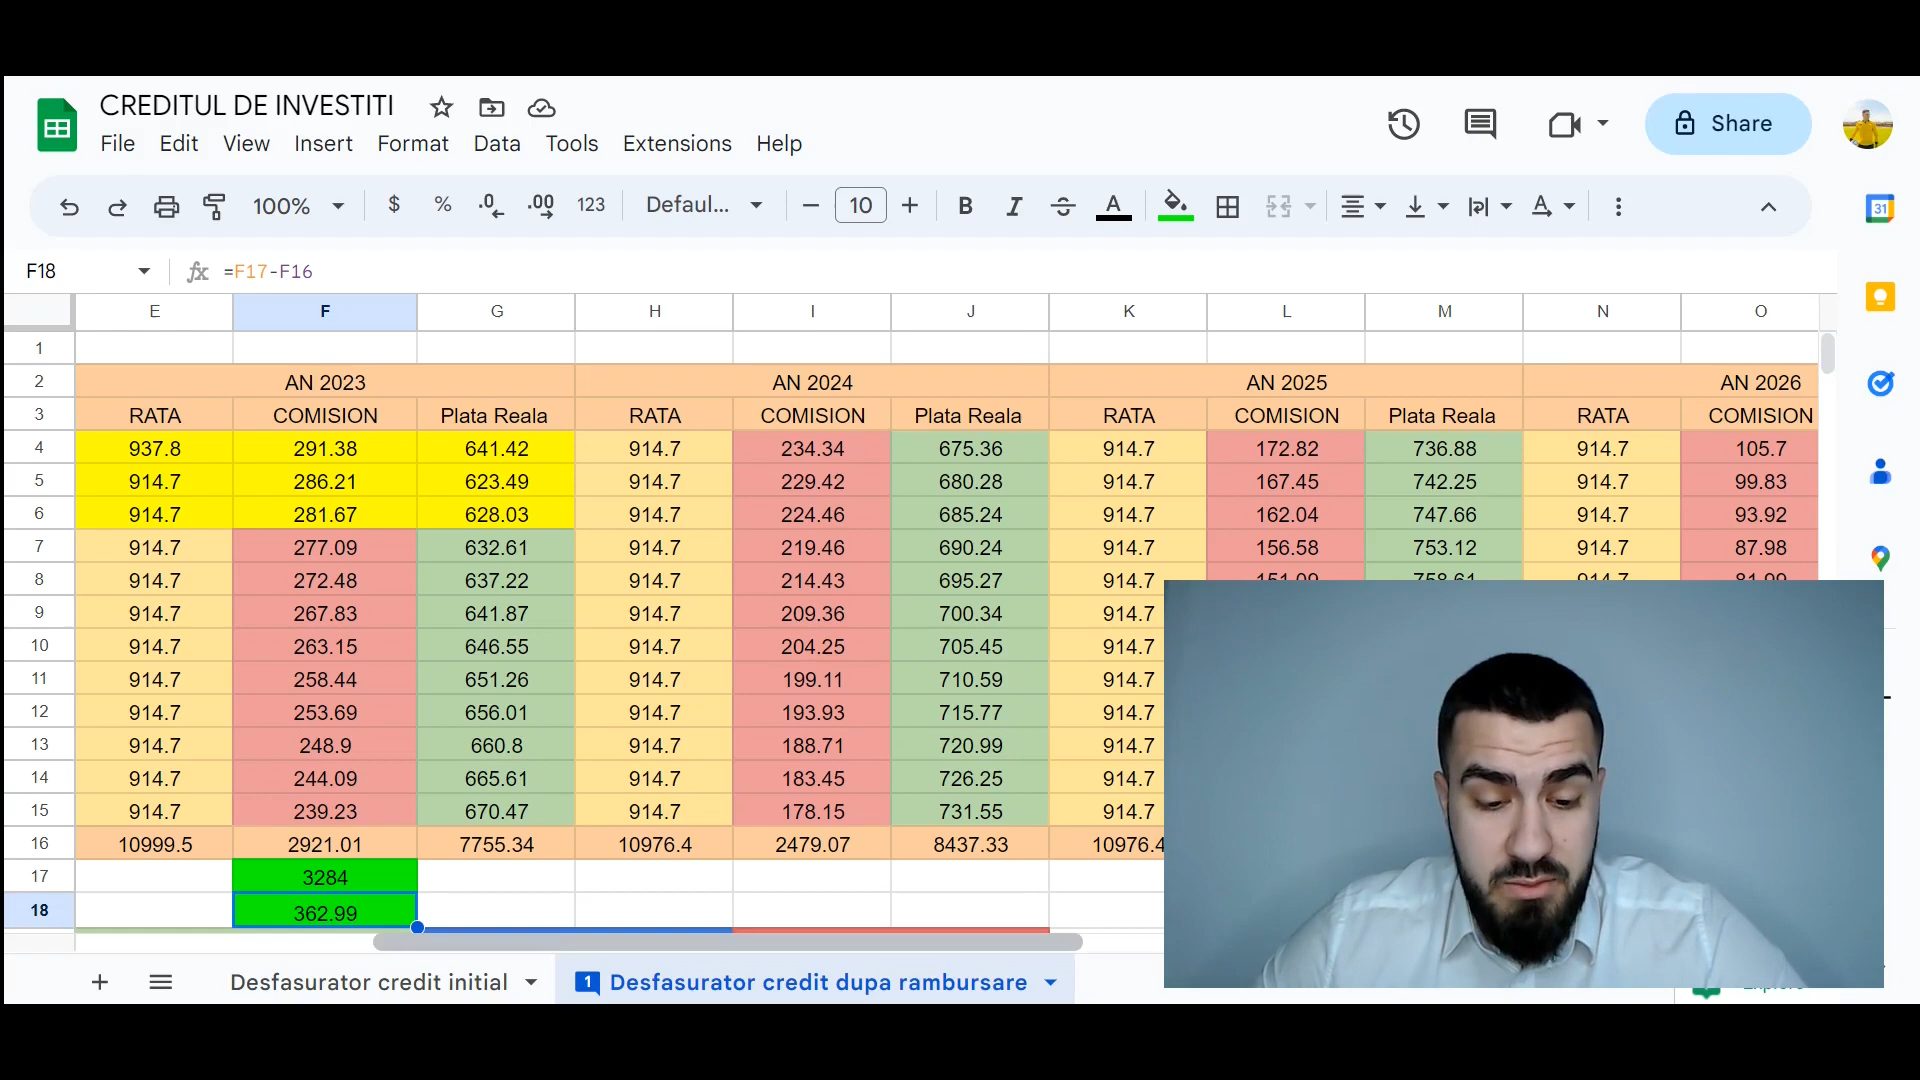 CREDITUL DE INVESTITI
File Edit View Insert Format Data Tools Extensions Help
Share
100% $ % .0 .00 123 Defaul... 10 B I A A
31
F18 fx =F17-F16
E F G H I J K L M N O
1
2 AN 2023 AN 2024 AN 2025 AN 2026
3 RATA COMISION Plata Reala RATA COMISION Plata Reala RATA COMISION Plata Reala RATA COMISION
4 937.8 291.38 641.42 914.7 234.34 675.36 914.7 172.82 736.88 914.7 105.7
5 914.7 286.21 623.49 914.7 229.42 680.28 914.7 167.45 742.25 914.7 99.83
6 914.7 281.67 628.03 914.7 224.46 685.24 914.7 162.04 747.66 914.7 93.92
7 914.7 277.09 632.61 914.7 219.46 690.24 914.7 156.58 753.12 914.7 87.98
8 914.7 272.48 637.22 914.7 214.43 695.27 914.7 151.09 758.61 914.7 81.99
9 914.7 267.83 641.87 914.7 209.36 700.34 914.7
10 914.7 263.15 646.55 914.7 204.25 705.45 914.7
11 914.7 258.44 651.26 914.7 199.11 710.59 914.7
12 914.7 253.69 656.01 914.7 193.93 715.77 914.7
13 914.7 248.9 660.8 914.7 188.71 720.99 914.7
14 914.7 244.09 665.61 914.7 183.45 726.25 914.7
15 914.7 239.23 670.47 914.7 178.15 731.55 914.7
16 10999.5 2921.01 7755.34 10976.4 2479.07 8437.33 10976.4
17 3284
18 362.99
Desfasurator credit initial 1 Desfasurator credit dupa rambursare